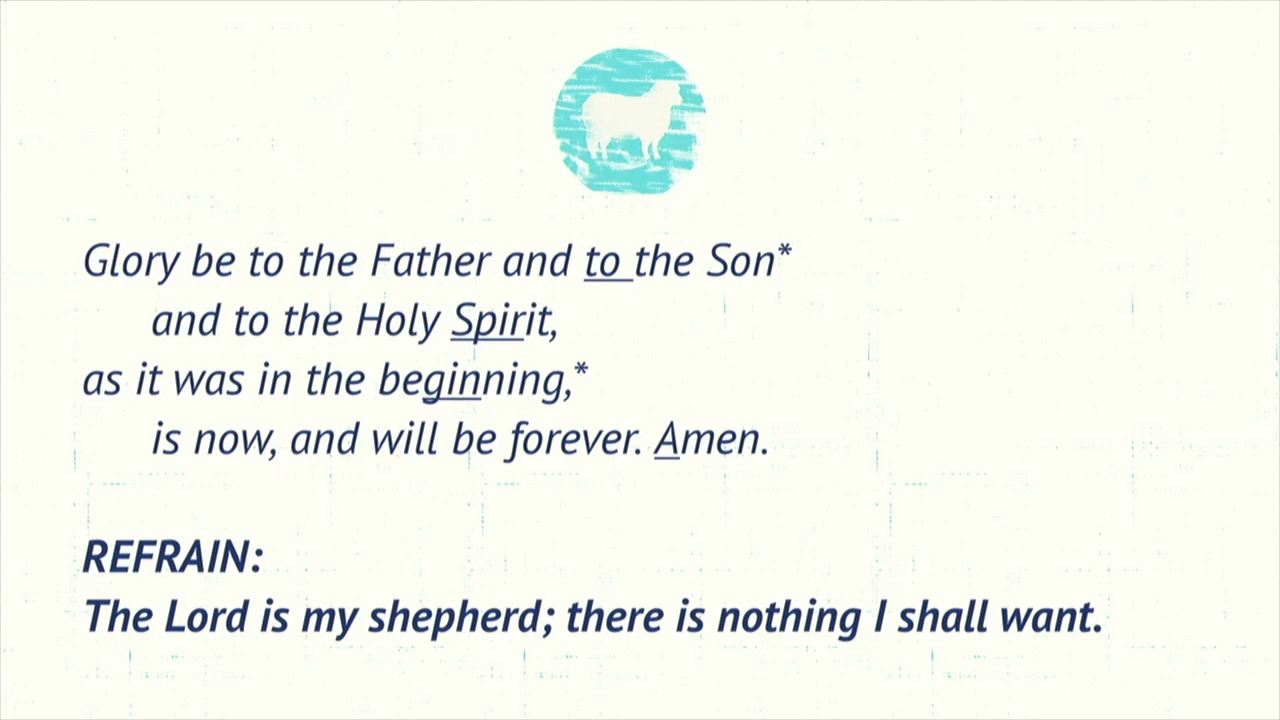 Glory be to the Father and to the Son*
and to the Holy Spirit,
as it was in the beginning,*
is now, and will be forever. Amen.
REFRAIN:
The Lord is my shepherd; there is nothing I shall want.